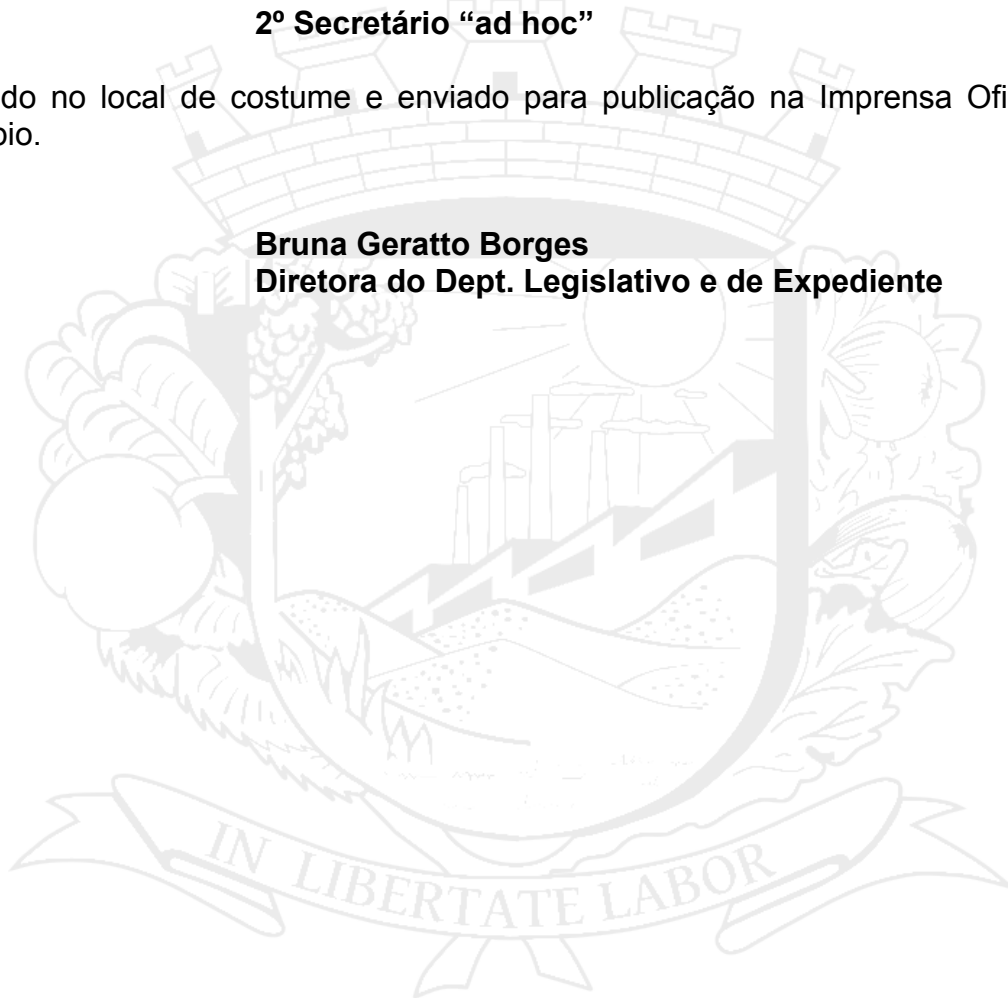 2º Secretário “ad hoc”
do no local de costume e enviado para publicação na Imprensa Ofi
Bruna Geratto Borges
Diretora do Dept. Legislativo e de Expediente
IN LIBERTATE LABOR